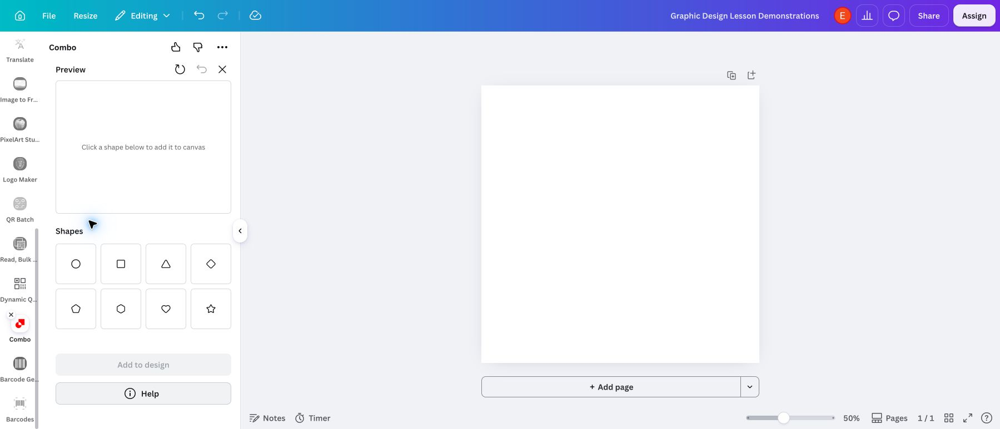 File Resize Editing Graphic Design Lesson Demonstrations E Share Assign
Translate
Image to Fr...
PixelArt Stu...
Logo Maker
QR Batch
Read, Bulk ...
Dynamic Q...
Combo
Barcode Ge...
Barcodes
Combo
Preview
Click a shape below to add it to canvas
Shapes
Add to design
Help
+ Add page
Notes Timer 50% Pages 1 / 1